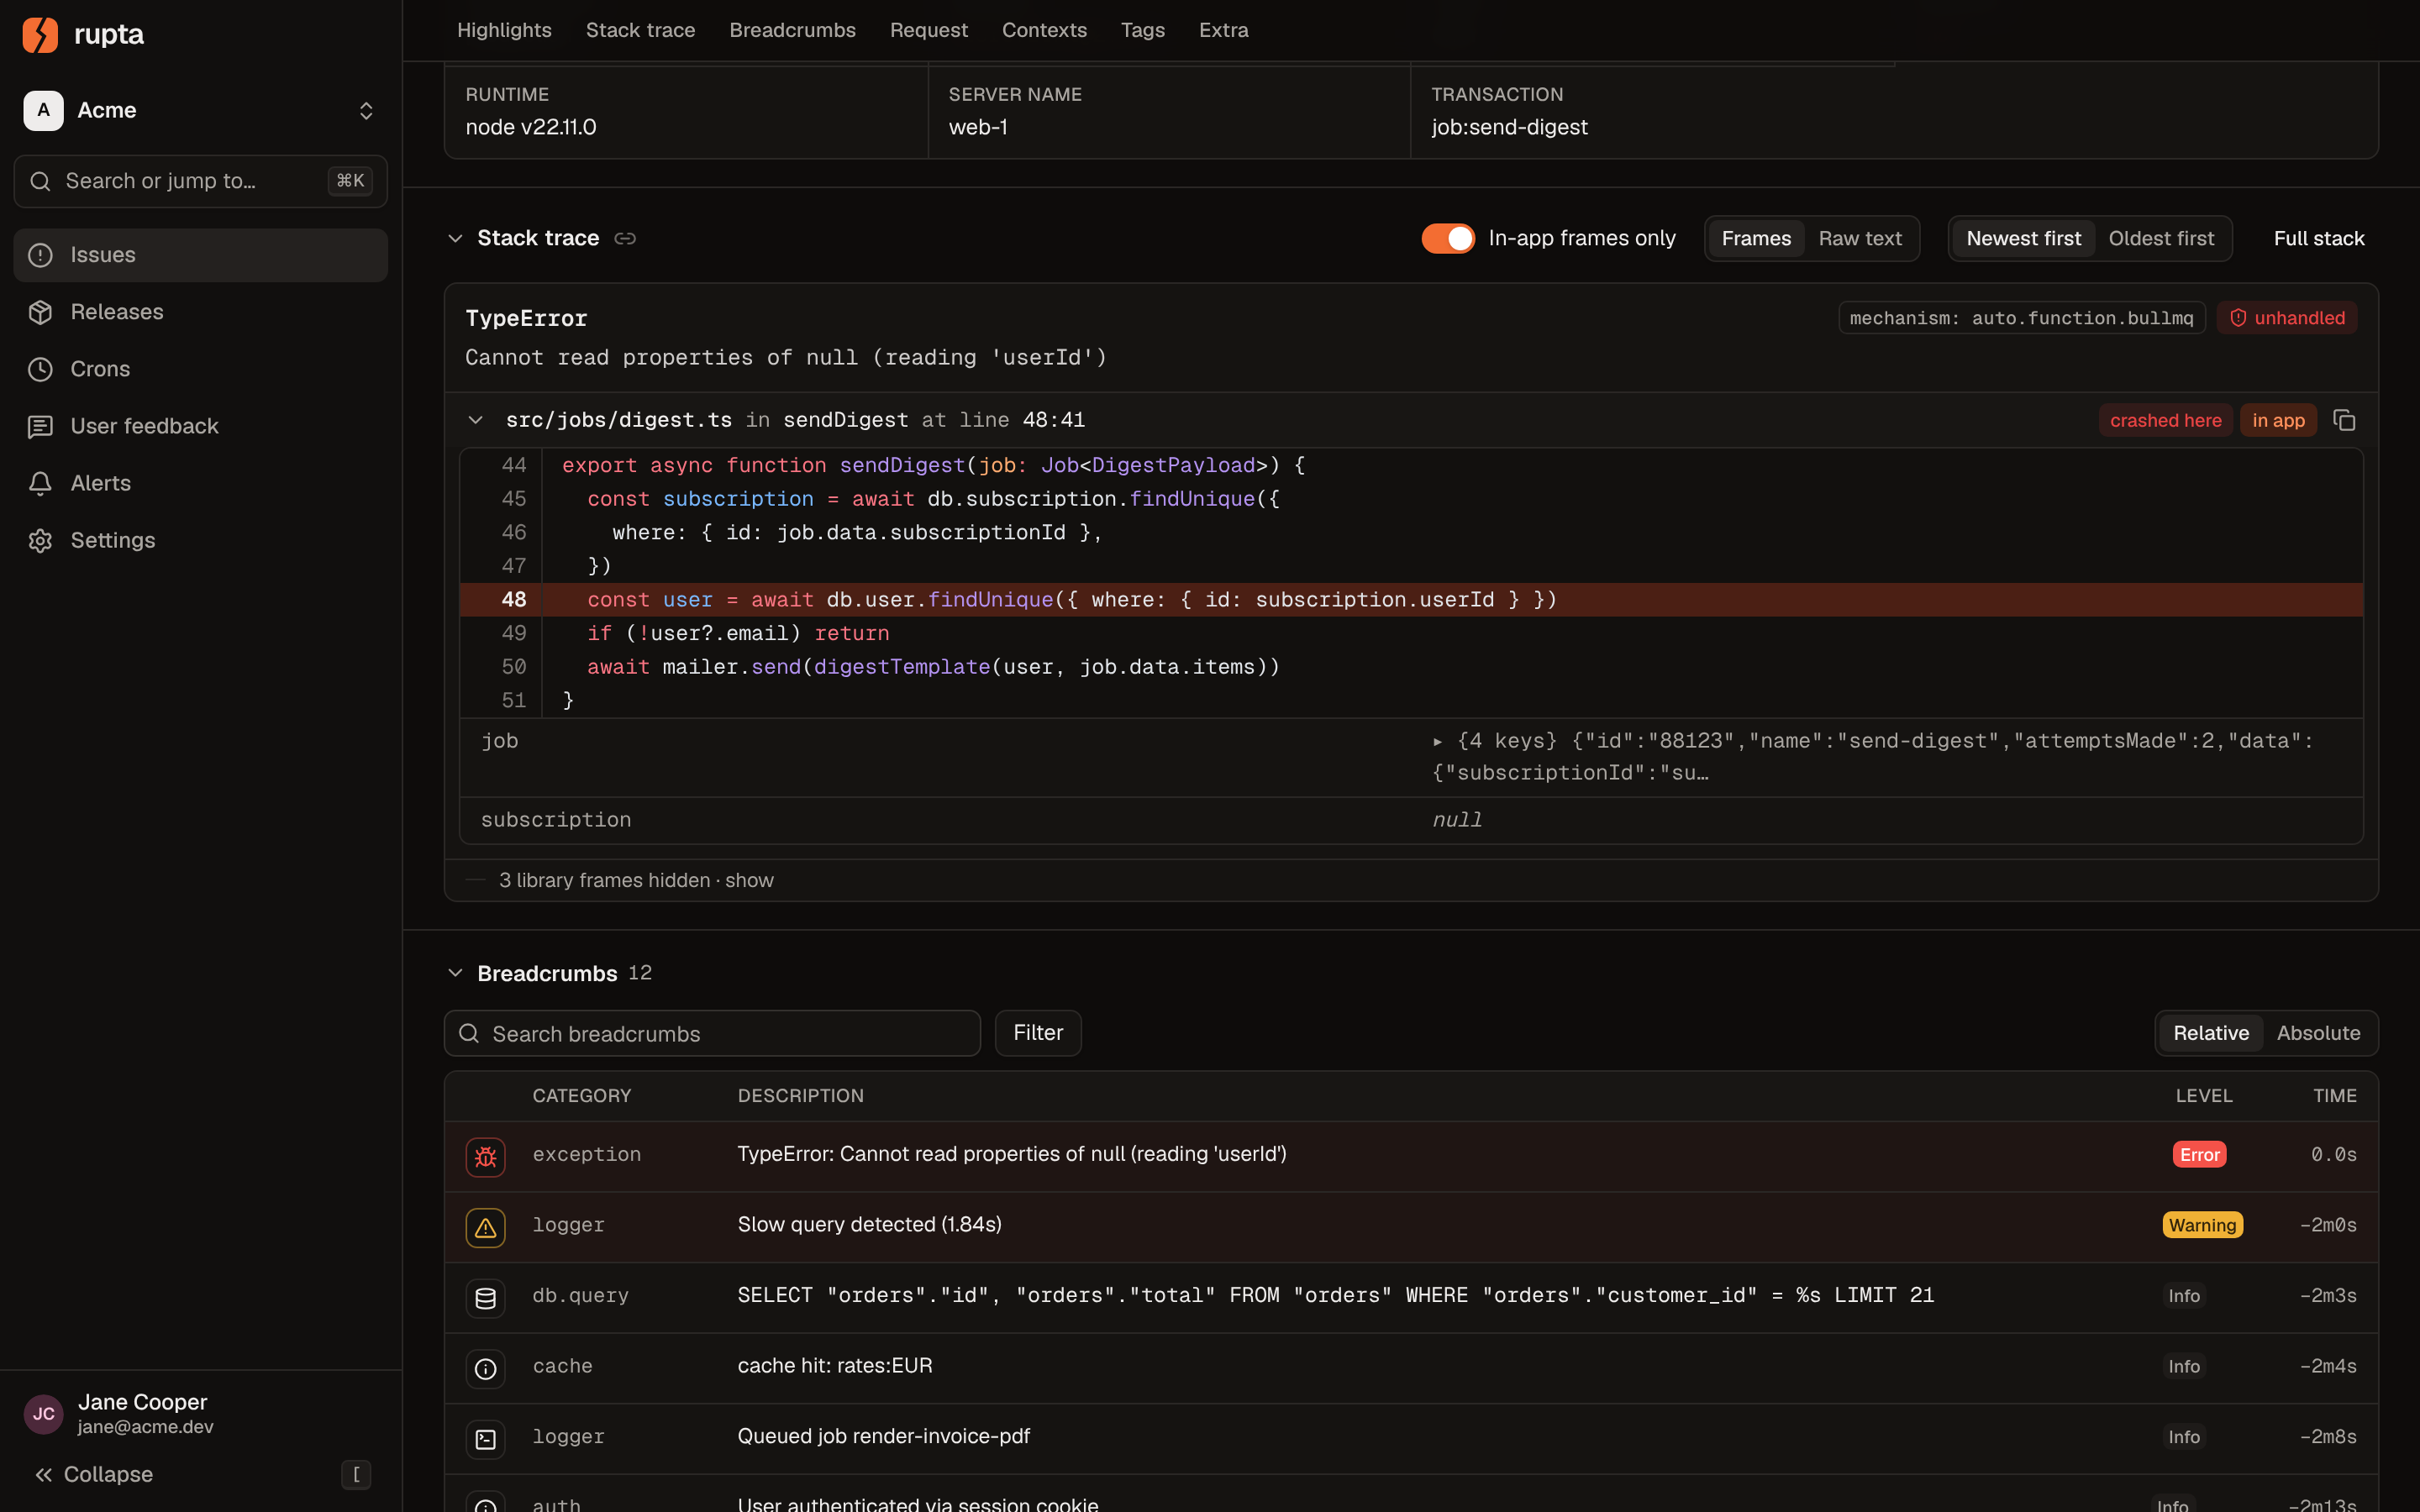 rupta
A
Acme
Search or jump to…
⌘K
Issues
Releases
Crons
User feedback
Alerts
Settings
JC
Jane Cooper
jane@acme.dev
Collapse
[
Highlights Stack trace Breadcrumbs Request Contexts Tags Extra
RUNTIME
node v22.11.0
SERVER NAME
web-1
TRANSACTION
job:send-digest
Stack trace
In-app frames only
Frames Raw text
Newest first Oldest first
Full stack
TypeError
mechanism: auto.function.bullmq
unhandled
Cannot read properties of null (reading 'userId')
src/jobs/digest.ts in sendDigest at line 48:41
crashed here
in app
44 export async function sendDigest(job: Job<DigestPayload>) {
45   const subscription = await db.subscription.findUnique({
46     where: { id: job.data.subscriptionId },
47   })
48   const user = await db.user.findUnique({ where: { id: subscription.userId } })
49   if (!user?.email) return
50   await mailer.send(digestTemplate(user, job.data.items))
51 }
job
▸ {4 keys} {"id":"88123","name":"send-digest","attemptsMade":2,"data":
{"subscriptionId":"su…
subscription
null
3 library frames hidden · show
Breadcrumbs 12
Search breadcrumbs
Filter
Relative Absolute
CATEGORY DESCRIPTION LEVEL TIME
exception TypeError: Cannot read properties of null (reading 'userId') Error 0.0s
logger Slow query detected (1.84s) Warning −2m0s
db.query SELECT "orders"."id", "orders"."total" FROM "orders" WHERE "orders"."customer_id" = %s LIMIT 21 Info −2m3s
cache cache hit: rates:EUR Info −2m4s
logger Queued job render-invoice-pdf Info −2m8s
auth User authenticated via session cookie Info −2m13s